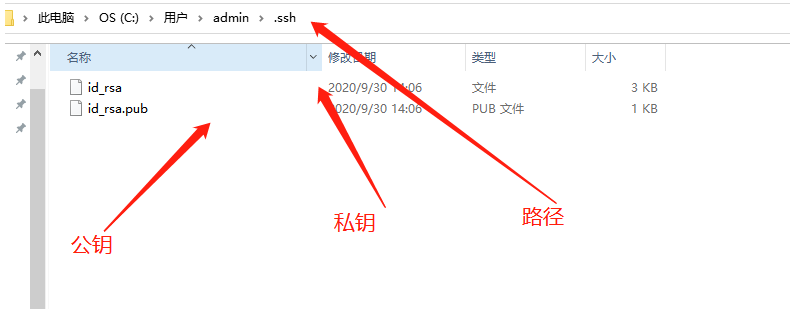 此电脑 > OS (C:) > 用户 > admin > .ssh
名称 修改日期 类型 大小
id_rsa 2020/9/30 14:06 文件 3 KB
id_rsa.pub 2020/9/30 14:06 PUB 文件 1 KB
路径
私钥
公钥